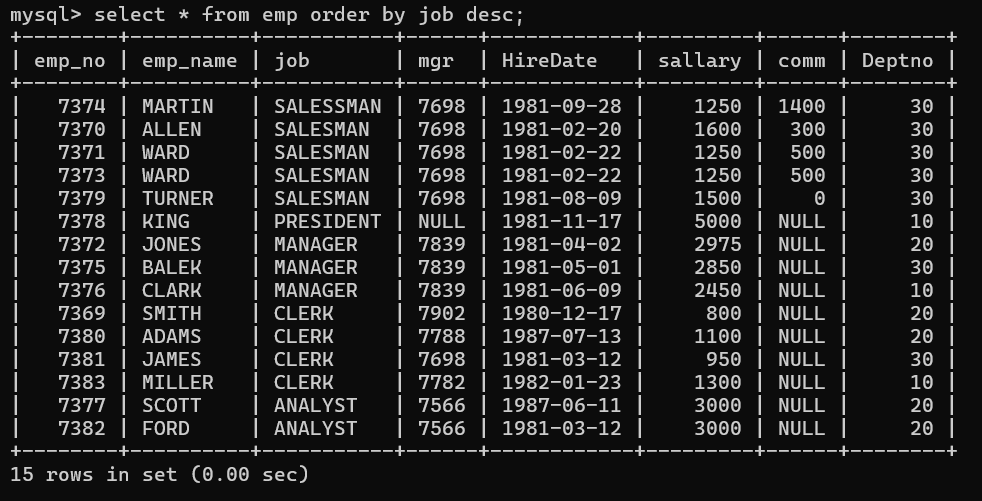 mysql> select * from emp order by job desc;
+--------+----------+-----------+------+------------+---------+------+--------+
| emp_no | emp_name | job       | mgr  | HireDate   | sallary | comm | Deptno |
+--------+----------+-----------+------+------------+---------+------+--------+
|   7374 | MARTIN   | SALESSMAN | 7698 | 1981-09-28 |    1250 | 1400 |     30 |
|   7370 | ALLEN    | SALESMAN  | 7698 | 1981-02-20 |    1600 |  300 |     30 |
|   7371 | WARD     | SALESMAN  | 7698 | 1981-02-22 |    1250 |  500 |     30 |
|   7373 | WARD     | SALESMAN  | 7698 | 1981-02-22 |    1250 |  500 |     30 |
|   7379 | TURNER   | SALESMAN  | 7698 | 1981-08-09 |    1500 |    0 |     30 |
|   7378 | KING     | PRESIDENT | NULL | 1981-11-17 |    5000 | NULL |     10 |
|   7372 | JONES    | MANAGER   | 7839 | 1981-04-02 |    2975 | NULL |     20 |
|   7375 | BALEK    | MANAGER   | 7839 | 1981-05-01 |    2850 | NULL |     30 |
|   7376 | CLARK    | MANAGER   | 7839 | 1981-06-09 |    2450 | NULL |     10 |
|   7369 | SMITH    | CLERK     | 7902 | 1980-12-17 |     800 | NULL |     20 |
|   7380 | ADAMS    | CLERK     | 7788 | 1987-07-13 |    1100 | NULL |     20 |
|   7381 | JAMES    | CLERK     | 7698 | 1981-03-12 |     950 | NULL |     30 |
|   7383 | MILLER   | CLERK     | 7782 | 1982-01-23 |    1300 | NULL |     10 |
|   7377 | SCOTT    | ANALYST   | 7566 | 1987-06-11 |    3000 | NULL |     20 |
|   7382 | FORD     | ANALYST   | 7566 | 1981-03-12 |    3000 | NULL |     20 |
+--------+----------+-----------+------+------------+---------+------+--------+
15 rows in set (0.00 sec)